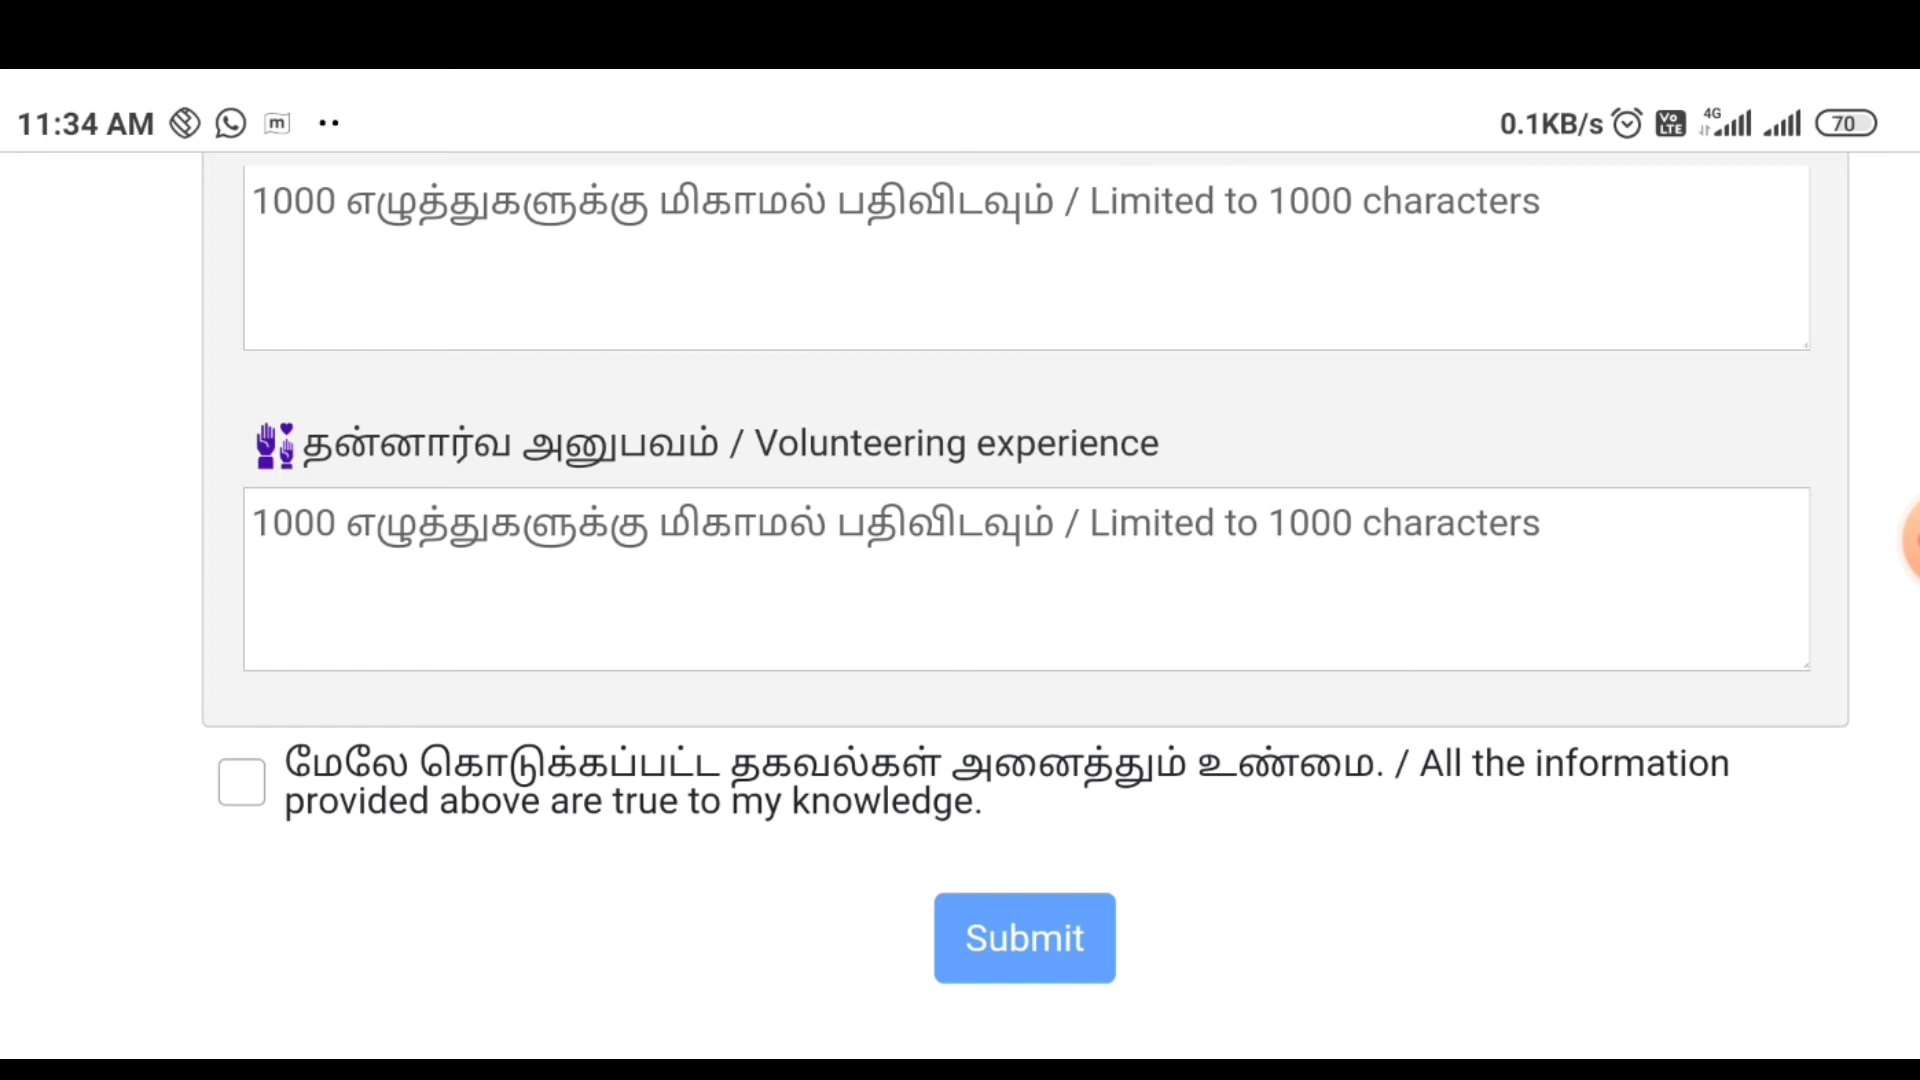 11:34 AM m 0.1KB/s Vo LTE 4G 70
1000 எழுத்துகளுக்கு மிகாமல் பதிவிடவும் / Limited to 1000 characters
தன்னார்வ அனுபவம் / Volunteering experience
1000 எழுத்துகளுக்கு மிகாமல் பதிவிடவும் / Limited to 1000 characters
மேலே கொடுக்கப்பட்ட தகவல்கள் அனைத்தும் உண்மை. / All the information
provided above are true to my knowledge.
Submit